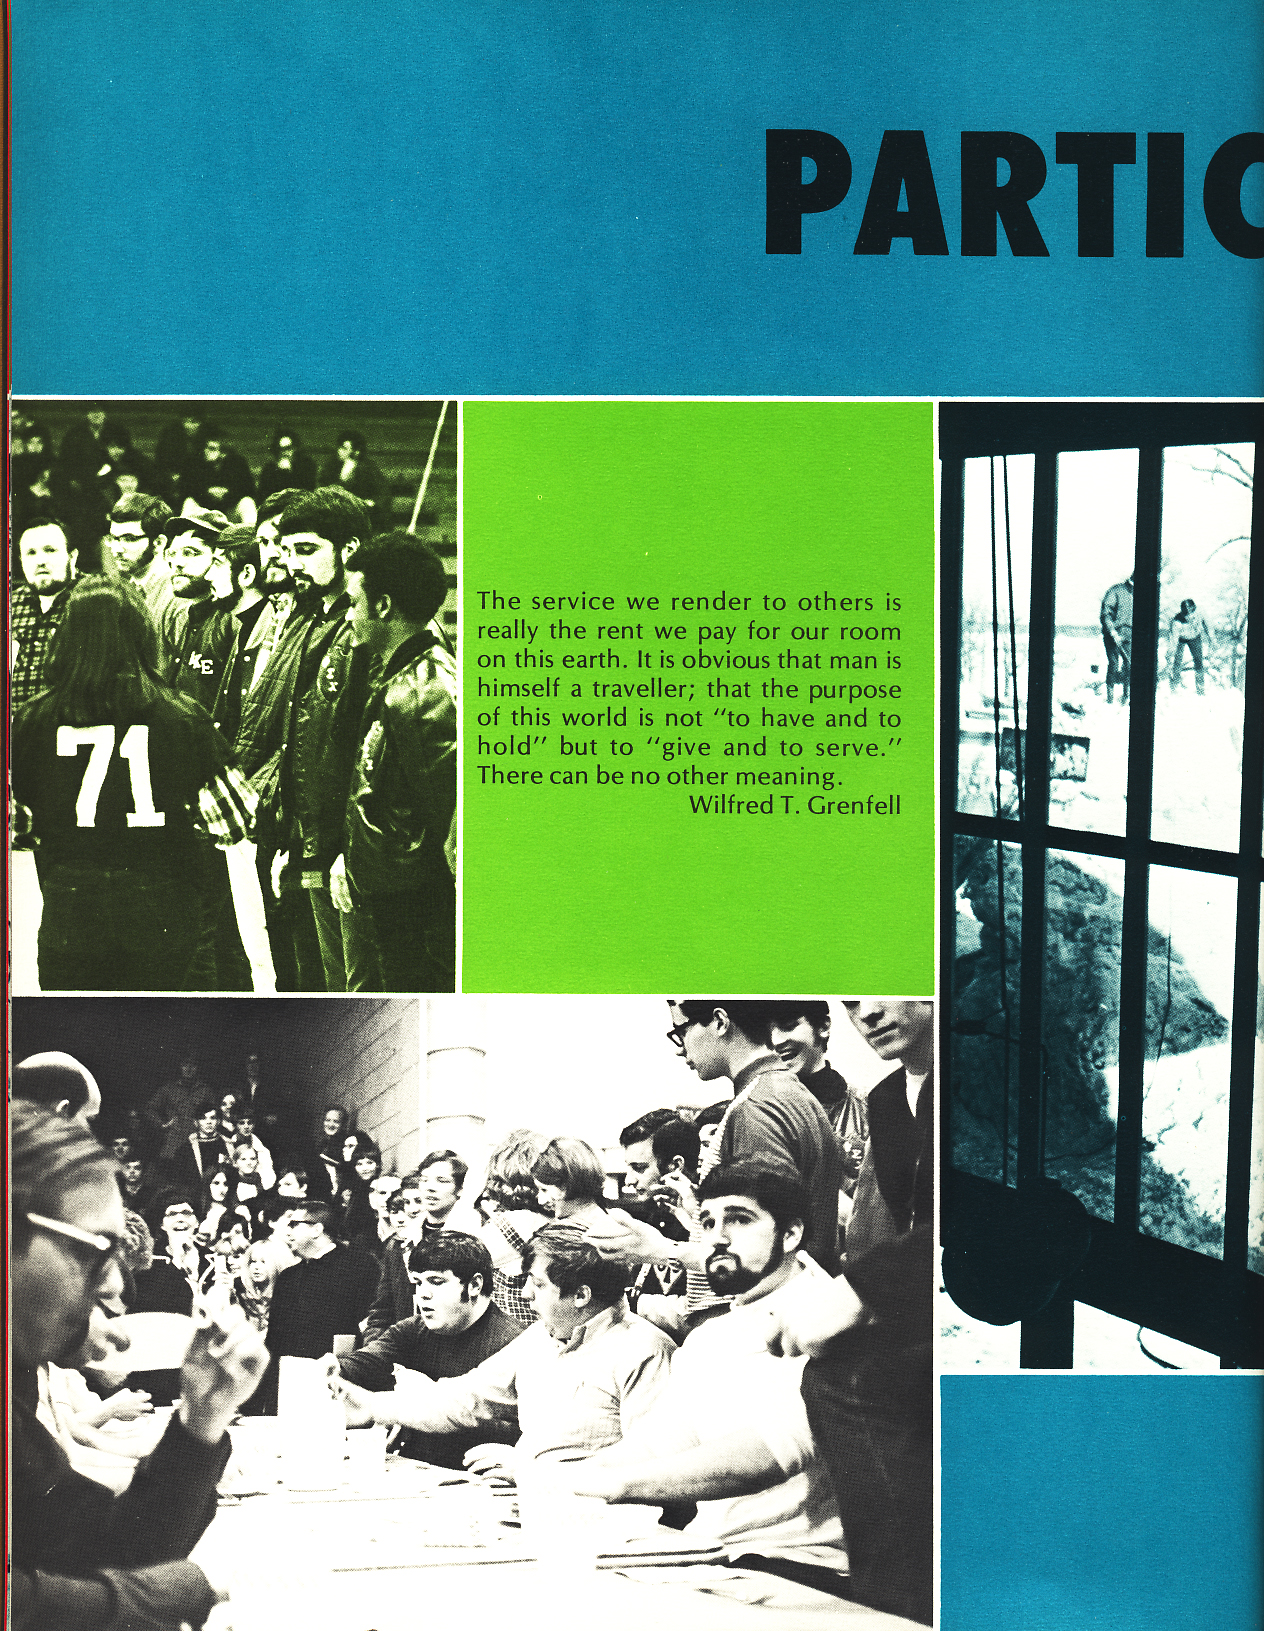 PARTIC
The service we render to others is
really the rent we pay for our room
on this earth. It is obvious that man is
himself a traveller; that the purpose
of this world is not “to have and to
hold” but to “give and to serve.”
There can be no other meaning.
Wilfred T. Grenfell
KE
ΣX
71